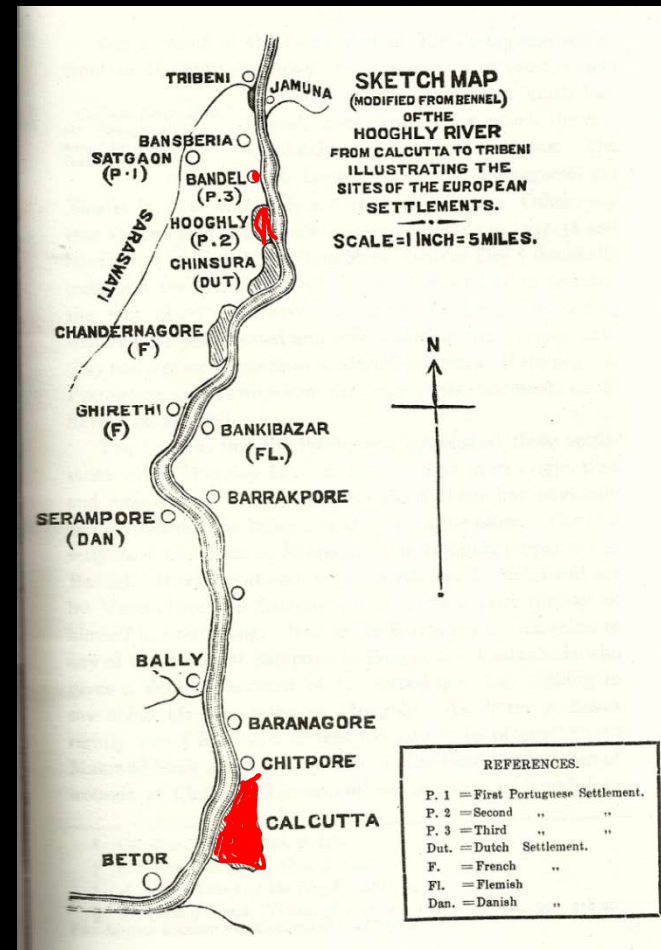 SKETCH MAP
(MODIFIED FROM BENNEL)
OF THE
HOOGHLY RIVER
FROM CALCUTTA TO TRIBENI
ILLUSTRATING THE
SITES OF THE EUROPEAN
SETTLEMENTS.
SCALE=1 INCH=5 MILES.
TRIBENI
JAMUNA
BANSBERIA
SATGAON
(P.1)
BANDEL
(P.3)
HOOGHLY
(P.2)
SARASWATI
CHINSURA
(DUT)
CHANDERNAGORE
(F)
N
GHIRETHI
(F)
BANKIBAZAR
(FL.)
BARRAKPORE
SERAMPORE
(DAN)
BALLY
BARANAGORE
CHITPORE
CALCUTTA
BETOR
REFERENCES.
P. 1 =First Portuguese Settlement.
P. 2 =Second ,, ,,
P. 3 =Third ,, ,,
Dut. =Dutch Settlement.
F. =French ,,
Fl. =Flemish
Dan. =Danish ,,